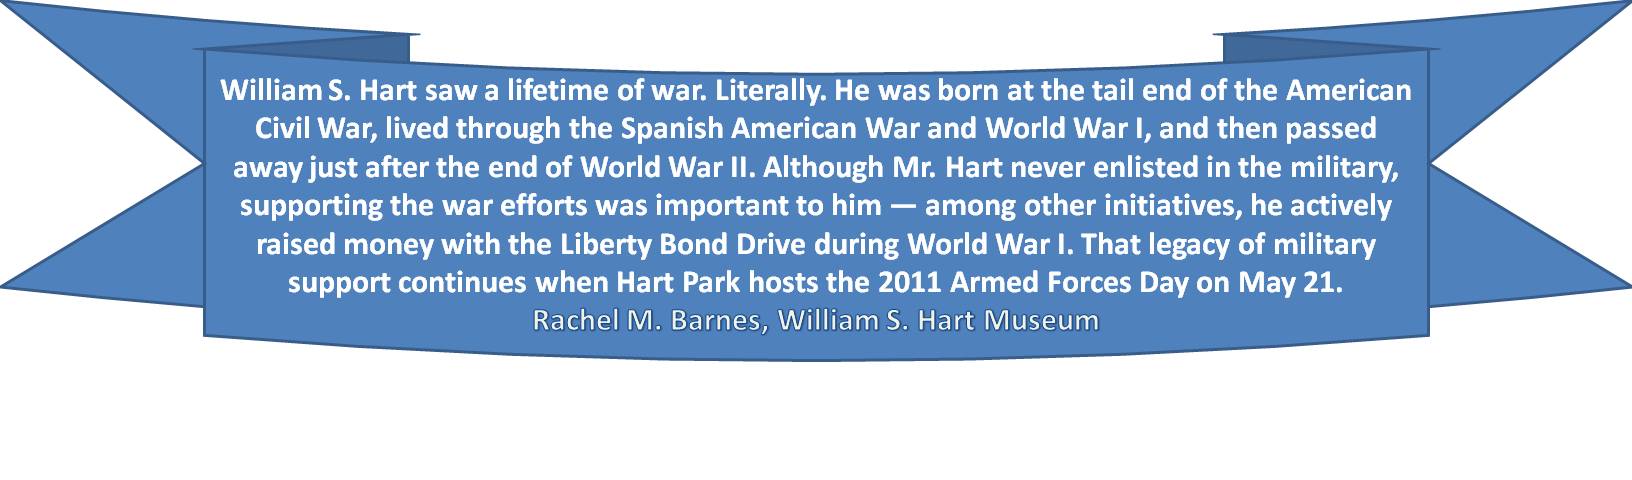 William S. Hart saw a lifetime of war. Literally. He was born at the tail end of the American
Civil War, lived through the Spanish American War and World War I, and then passed
away just after the end of World War II. Although Mr. Hart never enlisted in the military,
supporting the war efforts was important to him — among other initiatives, he actively
raised money with the Liberty Bond Drive during World War I. That legacy of military
support continues when Hart Park hosts the 2011 Armed Forces Day on May 21.
Rachel M. Barnes, William S. Hart Museum